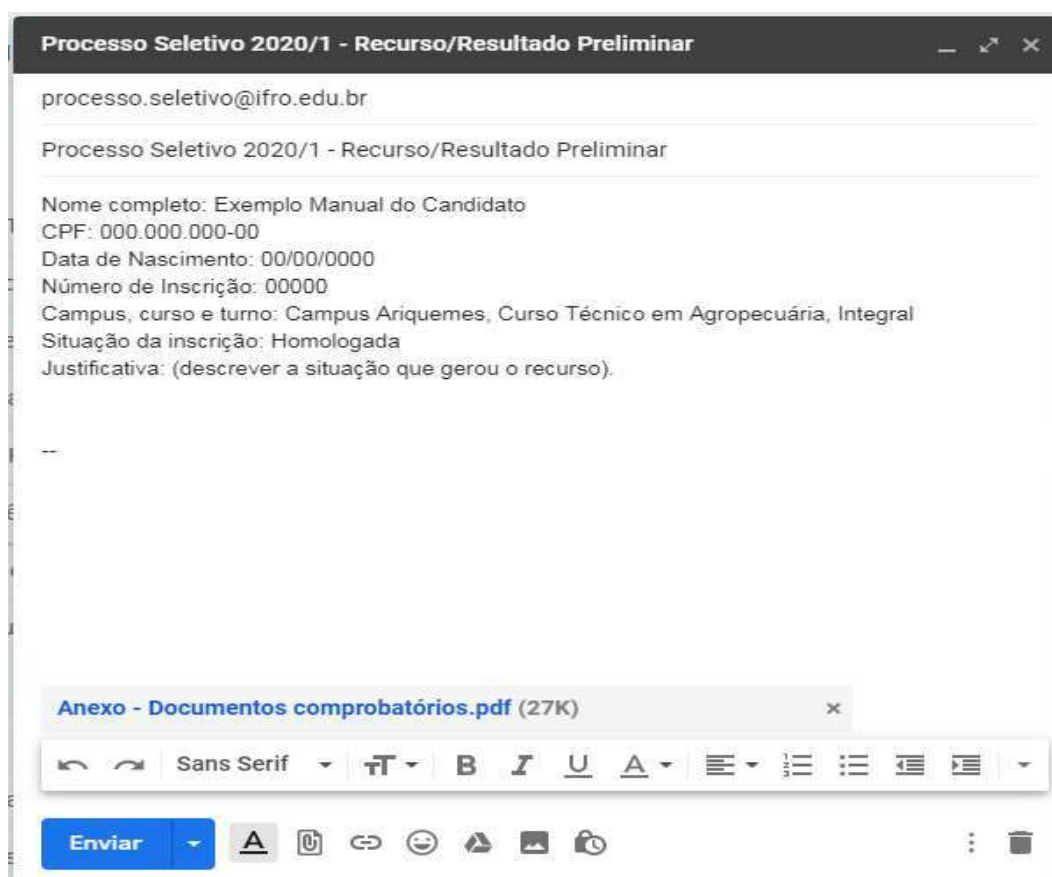 Processo Seletivo 2020/1 - Recurso/Resultado Preliminar
processo.seletivo@ifro.edu.br
Processo Seletivo 2020/1 - Recurso/Resultado Preliminar
Nome completo: Exemplo Manual do Candidato
CPF: 000.000.000-00
Data de Nascimento: 00/00/0000
Número de Inscrição: 00000
Campus, curso e turno: Campus Ariquemes, Curso Técnico em Agropecuária, Integral
Situação da inscrição: Homologada
Justificativa: (descrever a situação que gerou o recurso).
--
Anexo - Documentos comprobatórios.pdf (27K)
Sans Serif
Enviar